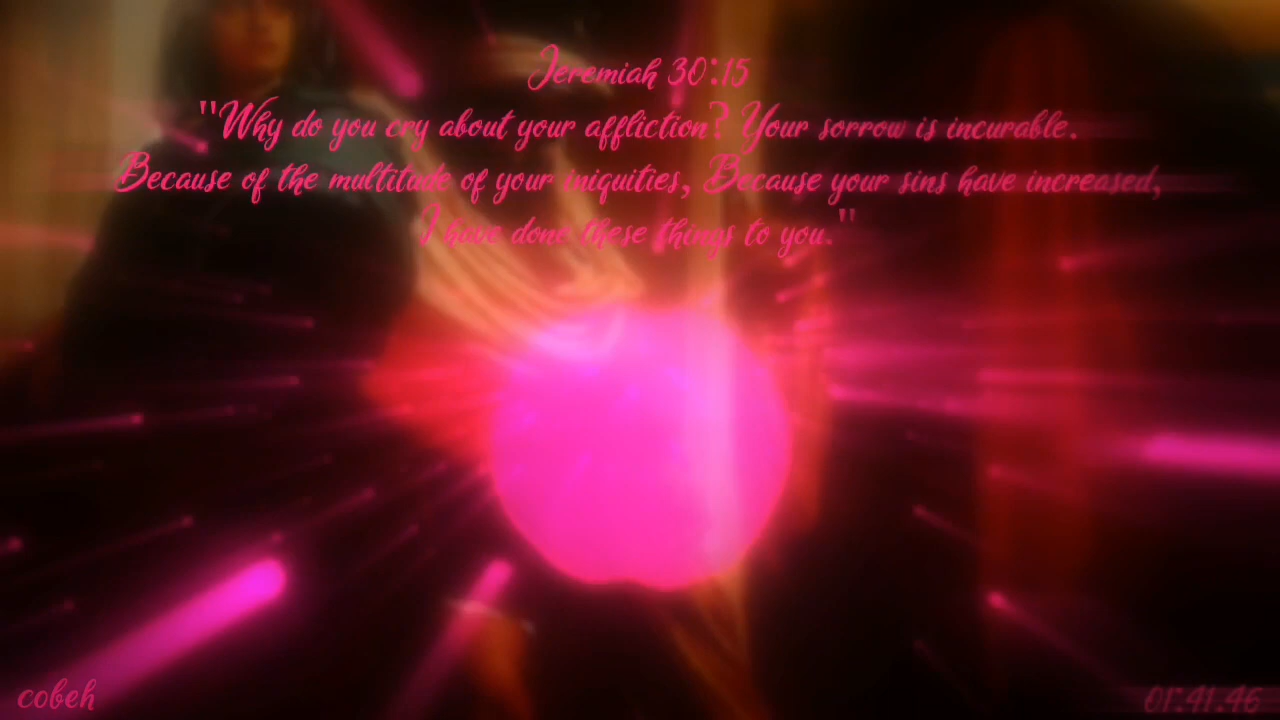 Jeremiah 30:15
"Why do you cry about your affliction? Your sorrow is incurable.
Because of the multitude of your iniquities, Because your sins have increased,
I have done these things to you."
cobeh
01.41.46